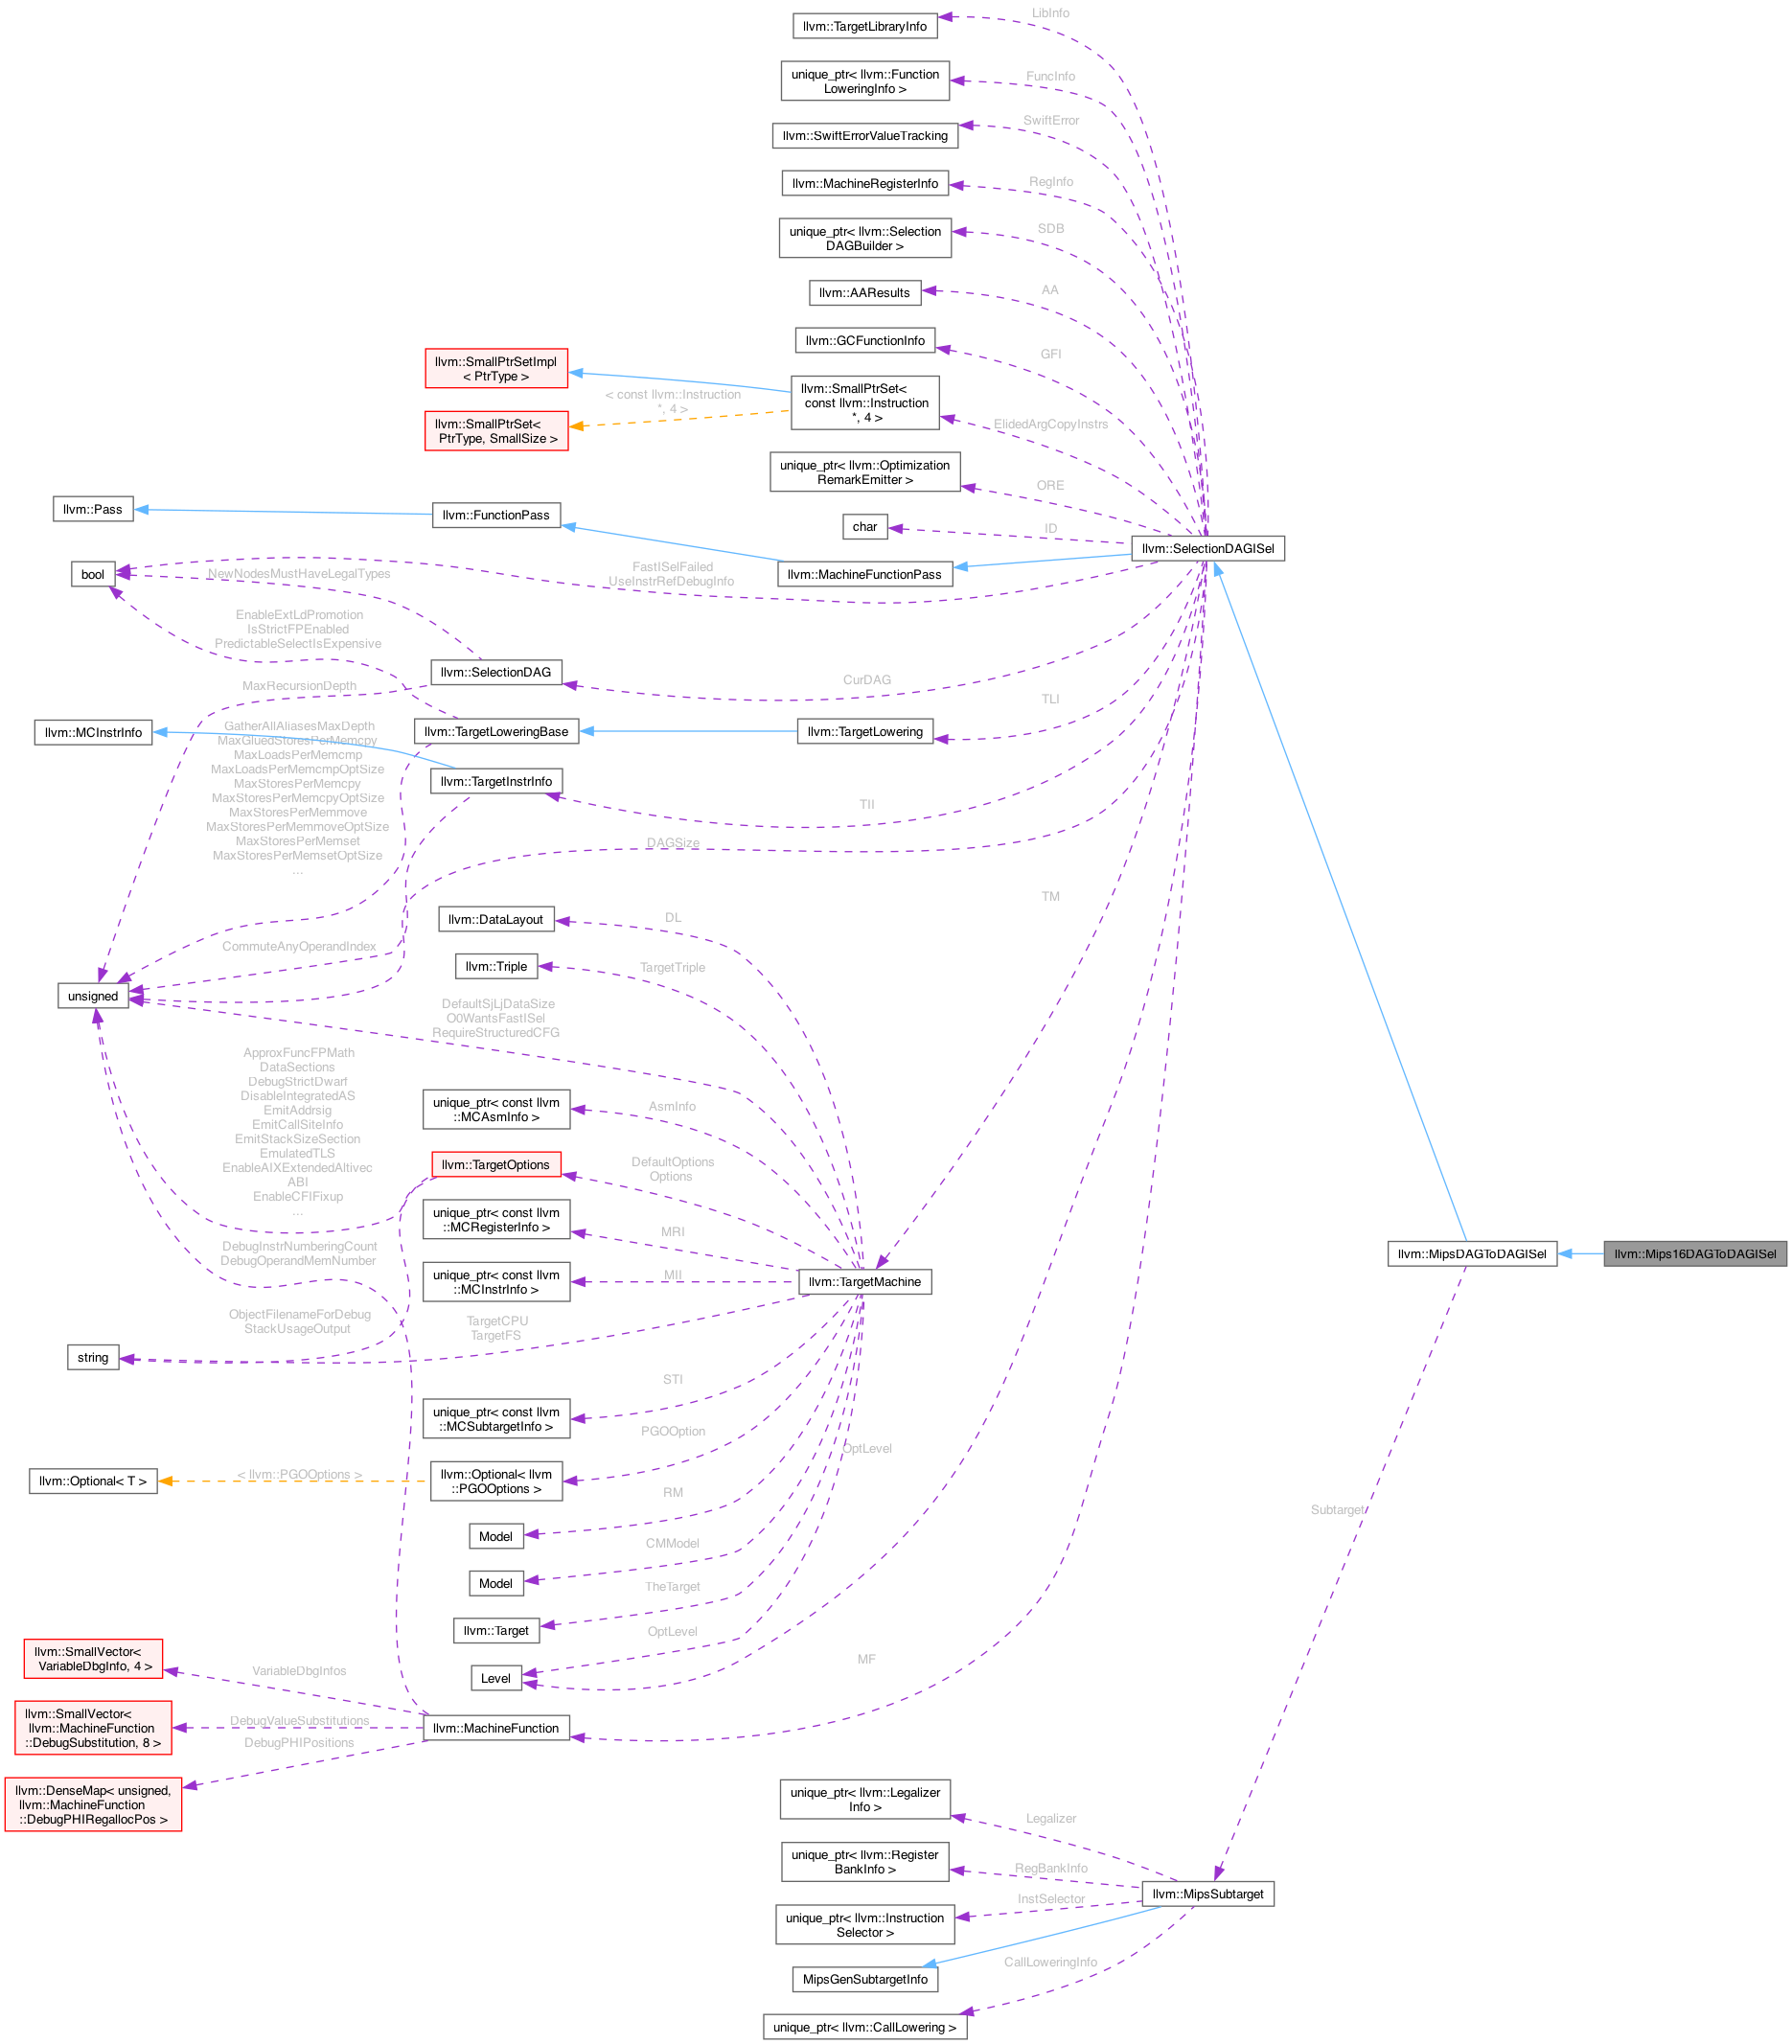 llvm::TargetLibraryInfo
LibInfo
unique_ptr< llvm::Function
LoweringInfo >
FuncInfo
llvm::SwiftErrorValueTracking
SwiftError
llvm::MachineRegisterInfo
RegInfo
unique_ptr< llvm::Selection
DAGBuilder >
SDB
llvm::AAResults
AA
llvm::GCFunctionInfo
GFI
llvm::SmallPtrSetImpl
< PtrType >
< const llvm::Instruction
*, 4 >
llvm::SmallPtrSet<
const llvm::Instruction
*, 4 >
ElidedArgCopyInstrs
llvm::SmallPtrSet<
PtrType, SmallSize >
unique_ptr< llvm::Optimization
RemarkEmitter >
ORE
llvm::Pass
llvm::FunctionPass
char
ID
llvm::SelectionDAGISel
bool
NewNodesMustHaveLegalTypes
FastISelFailed
UseInstrRefDebugInfo
llvm::MachineFunctionPass
EnableExtLdPromotion
IsStrictFPEnabled
PredictableSelectIsExpensive
llvm::SelectionDAG
CurDAG
MaxRecursionDepth
TLI
llvm::MCInstrInfo
llvm::TargetLoweringBase
llvm::TargetLowering
GatherAllAliasesMaxDepth
MaxGluedStoresPerMemcpy
MaxLoadsPerMemcmp
MaxLoadsPerMemcmpOptSize
MaxStoresPerMemcpy
MaxStoresPerMemcpyOptSize
MaxStoresPerMemmove
MaxStoresPerMemmoveOptSize
MaxStoresPerMemset
MaxStoresPerMemsetOptSize
...
llvm::TargetInstrInfo
TII
DAGSize
TM
llvm::DataLayout
DL
CommuteAnyOperandIndex
llvm::Triple
TargetTriple
unsigned
DefaultSjLjDataSize
O0WantsFastISel
RequireStructuredCFG
ApproxFuncFPMath
DataSections
DebugStrictDwarf
DisableIntegratedAS
EmitAddrsig
EmitCallSiteInfo
EmitStackSizeSection
EmulatedTLS
EnableAIXExtendedAltivec
ABI
EnableCFIFixup
...
unique_ptr< const llvm
::MCAsmInfo >
AsmInfo
llvm::TargetOptions
DefaultOptions
Options
unique_ptr< const llvm
::MCRegisterInfo >
MRI
DebugInstrNumberingCount
DebugOperandMemNumber
unique_ptr< const llvm
::MCInstrInfo >
MII
llvm::TargetMachine
llvm::MipsDAGToDAGISel
llvm::Mips16DAGToDAGISel
ObjectFilenameForDebug
StackUsageOutput
TargetCPU
TargetFS
string
unique_ptr< const llvm
::MCSubtargetInfo >
STI
PGOOption
OptLevel
llvm::Optional< T >
< llvm::PGOOptions >
llvm::Optional< llvm
::PGOOptions >
RM
Model
Subtarget
CMModel
Model
TheTarget
llvm::Target
OptLevel
Level
MF
llvm::SmallVector<
VariableDbgInfo, 4 >
VariableDbgInfos
llvm::SmallVector<
llvm::MachineFunction
::DebugSubstitution, 8 >
DebugValueSubstitutions
llvm::MachineFunction
DebugPHIPositions
llvm::DenseMap< unsigned,
llvm::MachineFunction
::DebugPHIRegallocPos >
unique_ptr< llvm::Legalizer
Info >
Legalizer
unique_ptr< llvm::Register
BankInfo >
RegBankInfo
llvm::MipsSubtarget
unique_ptr< llvm::Instruction
Selector >
InstSelector
MipsGenSubtargetInfo
CallLoweringInfo
unique_ptr< llvm::CallLowering >